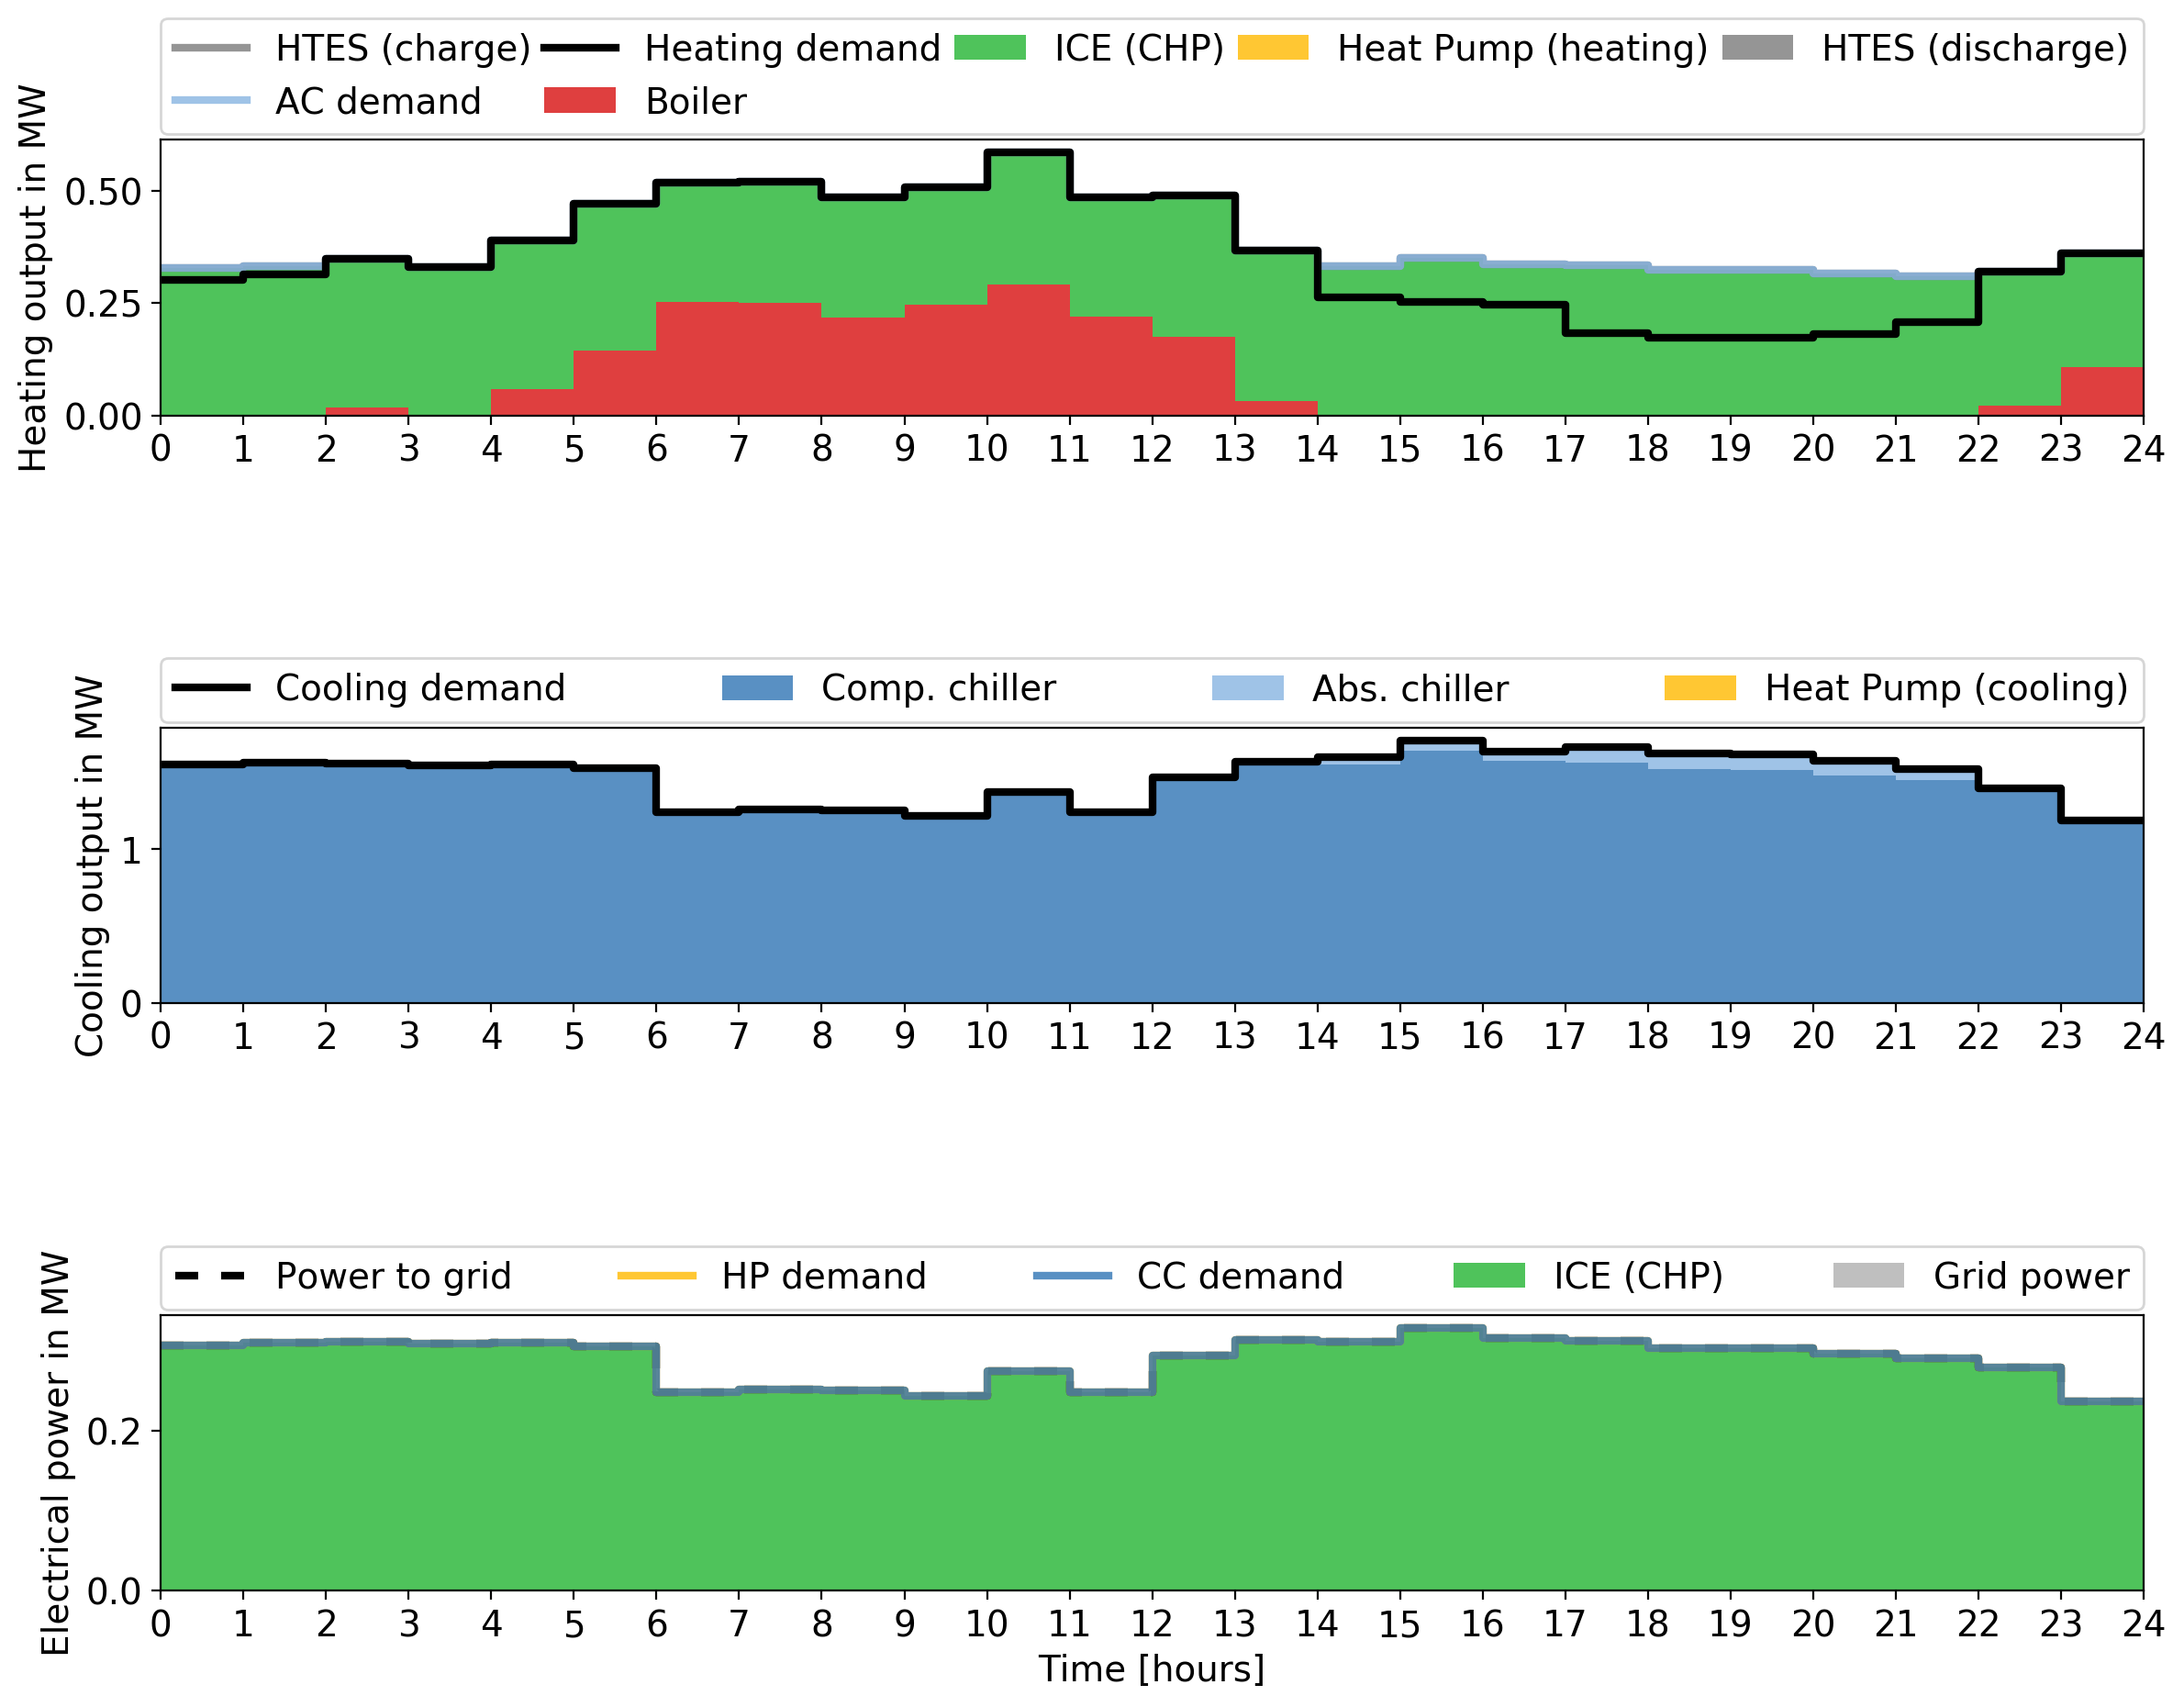 HTES (charge) Heating demand ICE (CHP) Heat Pump (heating) HTES (discharge)
AC demand Boiler
Heating output in MW
0.50
0.25
0.00
0 1 2 3 4 5 6 7 8 9 10 11 12 13 14 15 16 17 18 19 20 21 22 23 24
Cooling demand Comp. chiller Abs. chiller Heat Pump (cooling)
Cooling output in MW
1
0
0 1 2 3 4 5 6 7 8 9 10 11 12 13 14 15 16 17 18 19 20 21 22 23 24
Power to grid HP demand CC demand ICE (CHP) Grid power
Electrical power in MW
0.2
0.0
0 1 2 3 4 5 6 7 8 9 10 11 12 13 14 15 16 17 18 19 20 21 22 23 24
Time [hours]